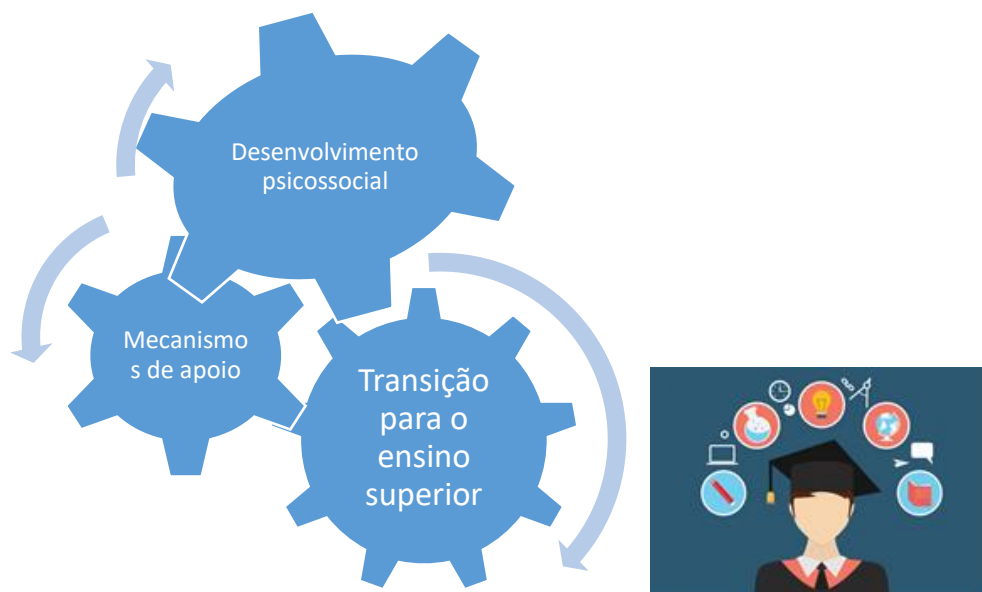 Desenvolvimento
psicossocial
Mecanismo
s de apoio
Transição
para o
ensino
superior